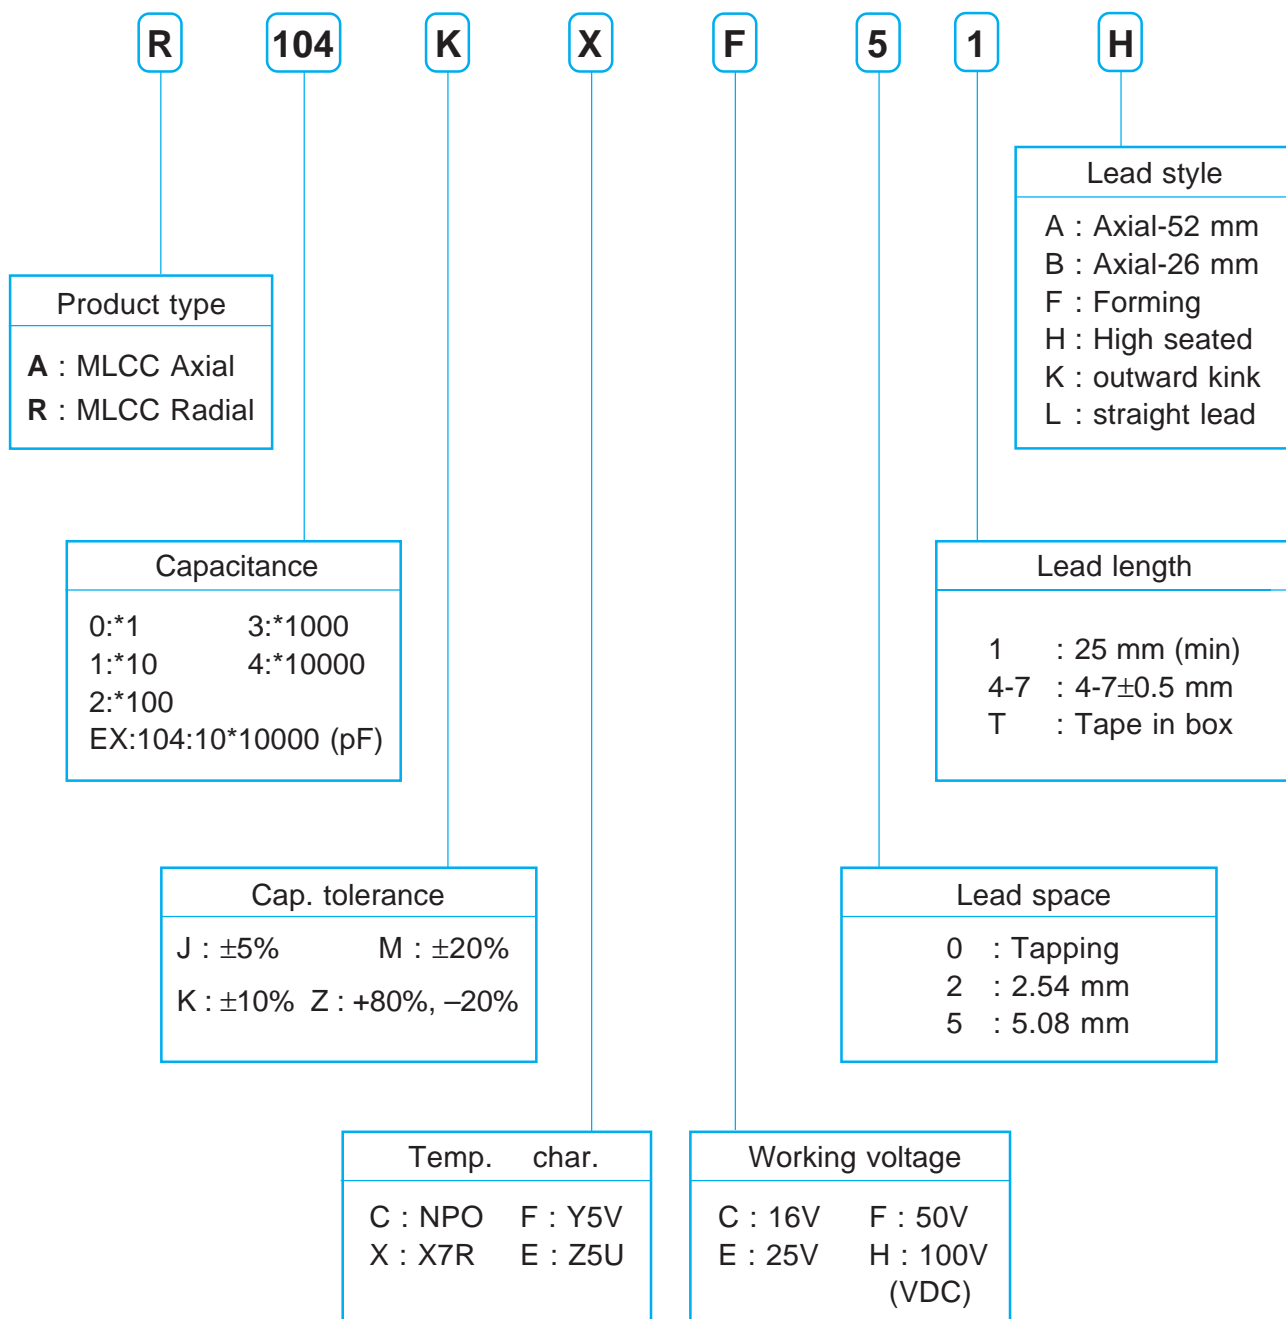 R 104 K X F 5 1 H
Lead style
A : Axial-52 mm
B : Axial-26 mm
F : Forming
H : High seated
K : outward kink
L : straight lead
Product type
A : MLCC Axial
R : MLCC Radial
Capacitance
0:*1 3:*1000
1:*10 4:*10000
2:*100
EX:104:10*10000 (pF)
Lead length
1 : 25 mm (min)
4-7 : 4-7±0.5 mm
T : Tape in box
Cap. tolerance
J : ±5% M : ±20%
K : ±10% Z : +80%, –20%
Lead space
0 : Tapping
2 : 2.54 mm
5 : 5.08 mm
Temp. char.
C : NPO F : Y5V
X : X7R E : Z5U
Working voltage
C : 16V F : 50V
E : 25V H : 100V
(VDC)